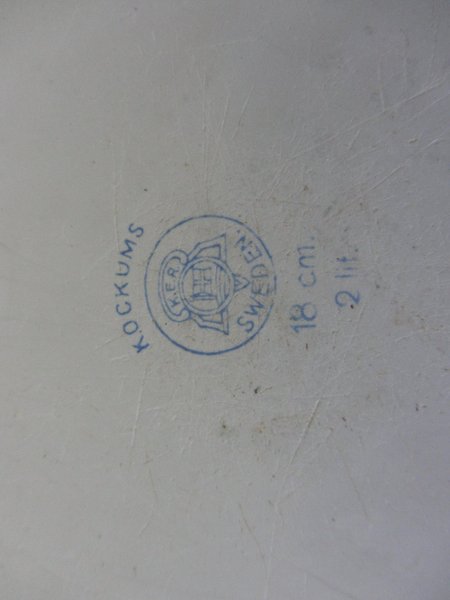 KOCKUMS
K.E.R.
SWEDEN.
18 cm.
2 lit.